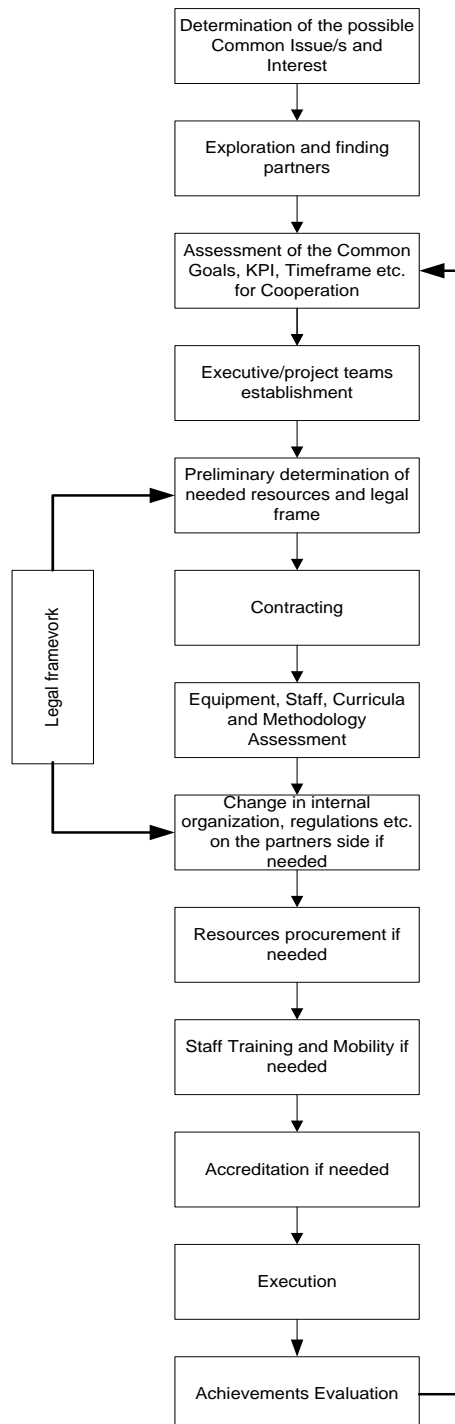 Determination of the possible
Common Issue/s and
Interest
Exploration and finding
partners
Assessment of the Common
Goals, KPI, Timeframe etc.
for Cooperation
Executive/project teams
establishment
Preliminary determination of
needed resources and legal
frame
Legal framework
Contracting
Equipment, Staff, Curricula
and Methodology
Assessment
Change in internal
organization, regulations etc.
on the partners side if
needed
Resources procurement if
needed
Staff Training and Mobility if
needed
Accreditation if needed
Execution
Achievements Evaluation